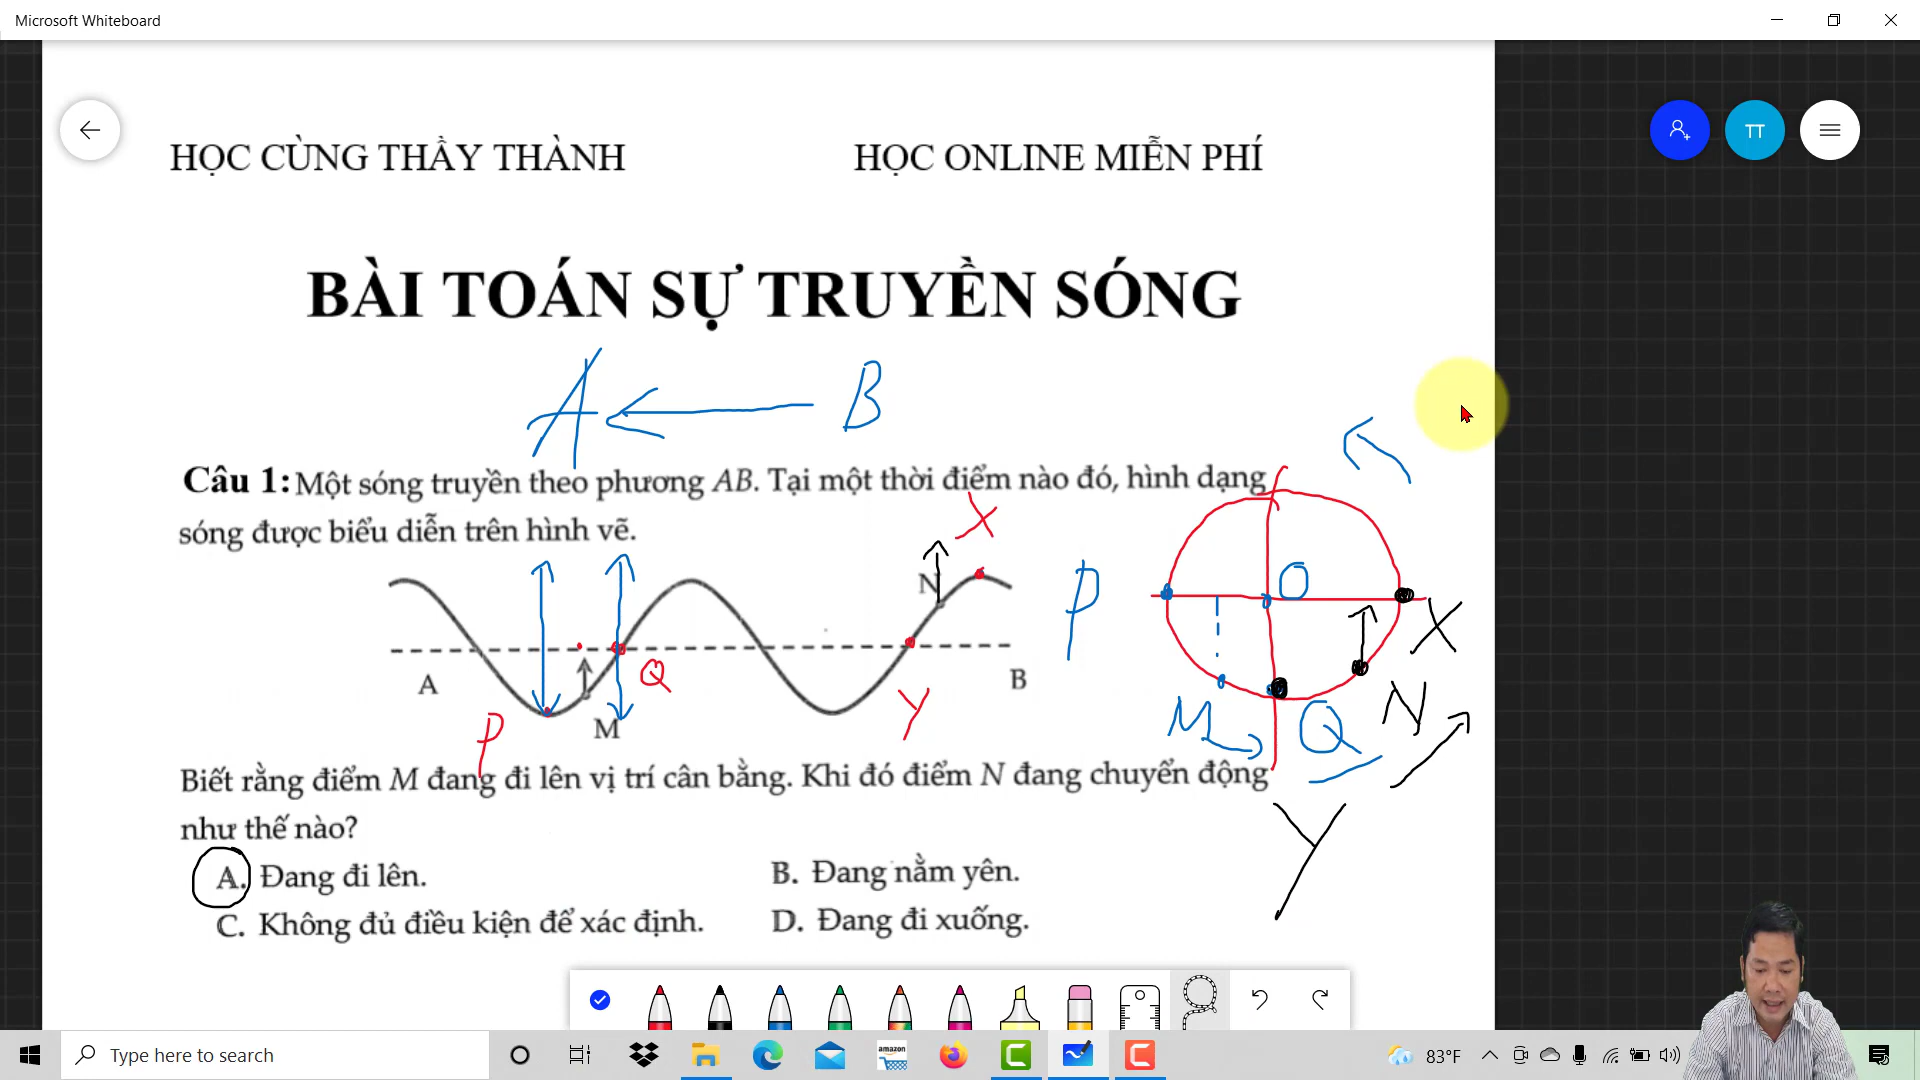 Microsoft Whiteboard
HỌC CÙNG THẦY THÀNH
HỌC ONLINE MIỄN PHÍ
TT
BÀI TOÁN SỰ TRUYỀN SÓNG
A B
Câu 1: Một sóng truyền theo phương AB. Tại một thời điểm nào đó, hình dạng
sóng được biểu diễn trên hình vẽ.
X
N
P
O
X
A
Q
B
P
M
Y
M
Q
N
Biết rằng điểm M đang đi lên vị trí cân bằng. Khi đó điểm N đang chuyển động
như thế nào?
Y
A. Đang đi lên.
B. Đang nằm yên.
C. Không đủ điều kiện để xác định.
D. Đang đi xuống.
Type here to search
amazon
83°F